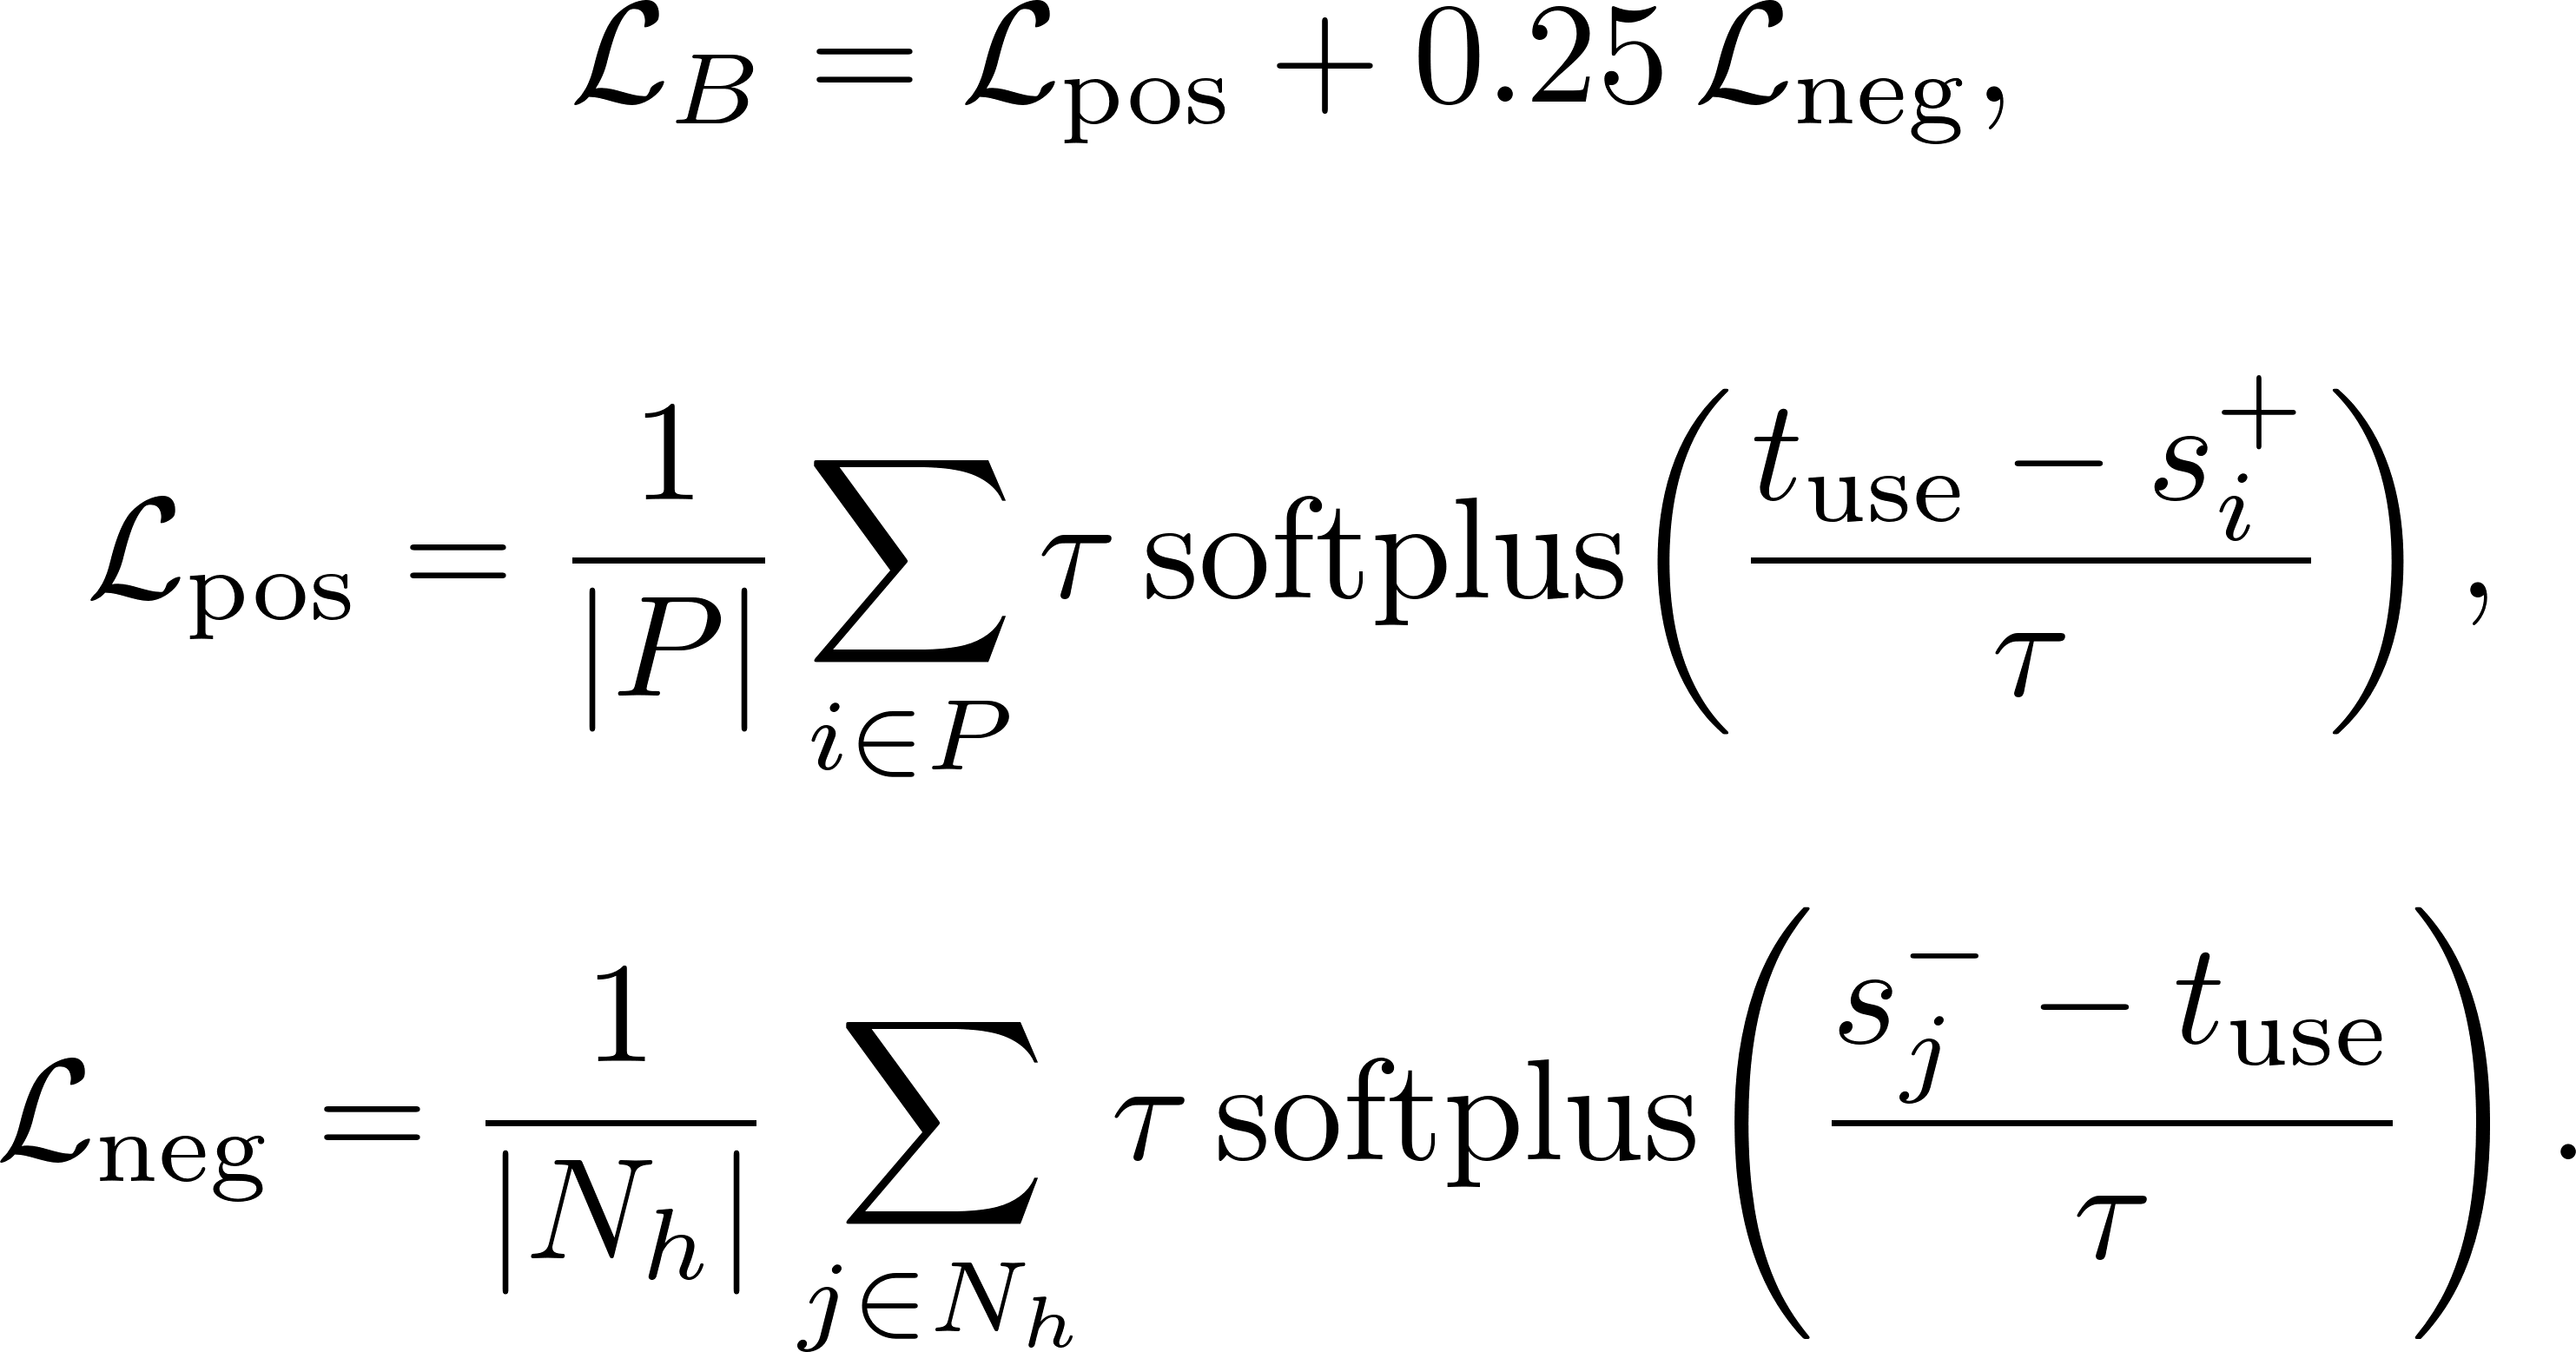 $\mathcal{L}_B = \mathcal{L}_{\text{pos}} + 0.25\,\mathcal{L}_{\text{neg}},$
$\mathcal{L}_{\text{pos}} = \frac{1}{|P|} \sum_{i \in P} \tau\,\text{softplus}\left(\frac{t_{\text{use}} - s_i^+}{\tau}\right),$
$\mathcal{L}_{\text{neg}} = \frac{1}{|N_h|} \sum_{j \in N_h} \tau\,\text{softplus}\left(\frac{s_j^- - t_{\text{use}}}{\tau}\right).$